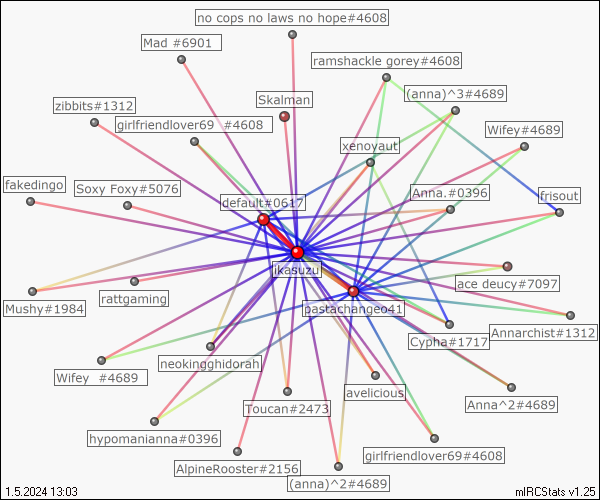 no cops no laws no hope#4608
Mad #6901
ramshackle gorey#4608
(anna)^3#4689
Skalman
zibbits#1312
girlfriendlover69 #4608
Wifey#4689
xenoyaut
fakedingo
Soxy Foxy#5076
Anna.#0396
frisout
default#0617
ikasuzu
ace deucy#7097
Mushy#1984
rattgaming
pastachangeo41
Annarchist#1312
Cypha#1717
neokingghidorah
Wifey #4689
avelicious
Toucan#2473
Anna^2#4689
hypomanianna#0396
girlfriendlover69#4608
AlpineRooster#2156
(anna)^2#4689
1.5.2024 13:03
mIRCStats v1.25